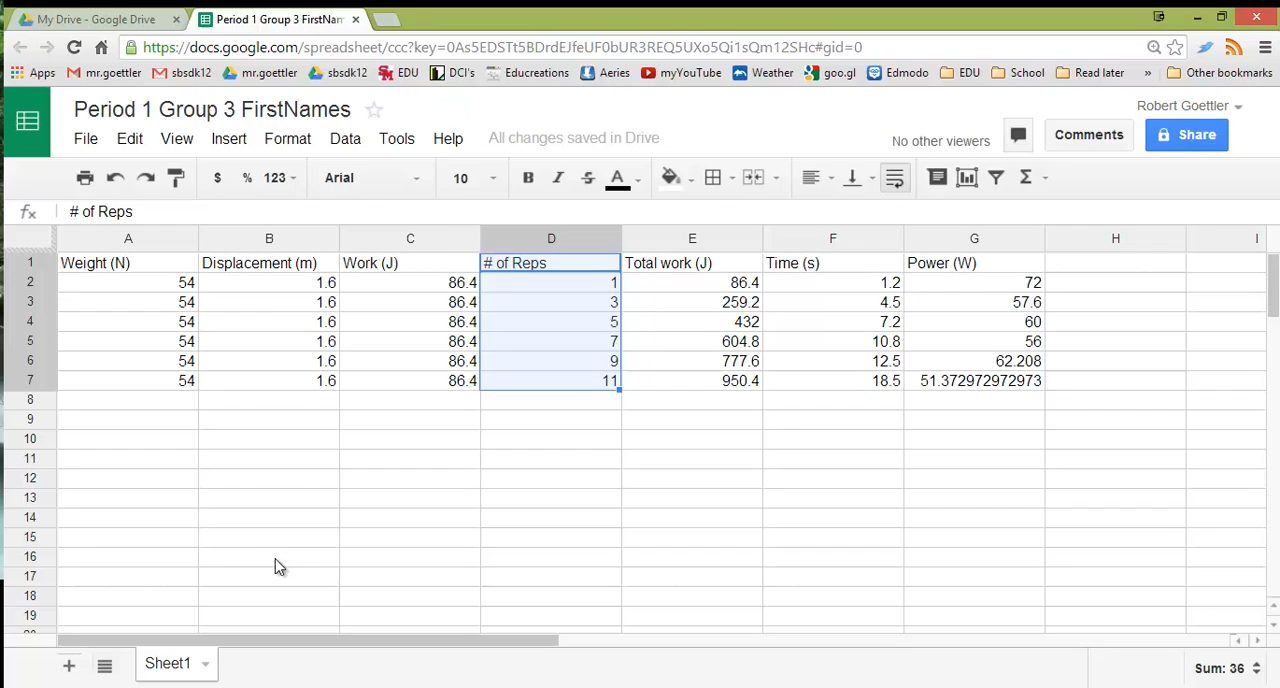 My Drive - Google Drive × Period 1 Group 3 FirstNam ×
https://docs.google.com/spreadsheet/ccc?key=0As5EDSTt5BDrdEJfeUF0bUR3REQ5UXo5Qi1sQm12SHc#gid=0
Apps mr.goettler sbsdk12 mr.goettler sbsdk12 EDU DCI's Educreations Aeries myYouTube Weather goo.gl Edmodo EDU School Read later » Other bookmarks
Period 1 Group 3 FirstNames Robert Goettler
File Edit View Insert Format Data Tools Help All changes saved in Drive No other viewers Comments Share
$ % 123 Arial 10 B I S A Σ
fx # of Reps
A B C D E F G H I
1 Weight (N) Displacement (m) Work (J) # of Reps Total work (J) Time (s) Power (W)
2 54 1.6 86.4 1 86.4 1.2 72
3 54 1.6 86.4 3 259.2 4.5 57.6
4 54 1.6 86.4 5 432 7.2 60
5 54 1.6 86.4 7 604.8 10.8 56
6 54 1.6 86.4 9 777.6 12.5 62.208
7 54 1.6 86.4 11 950.4 18.5 51.372972972973
8
9
10
11
12
13
14
15
16
17
18
19
+ Sheet1 Sum: 36